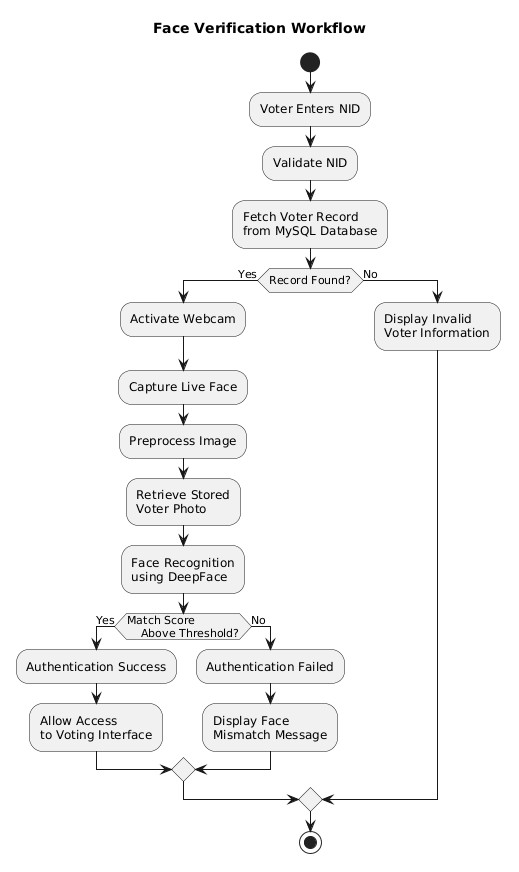 Face Verification Workflow
Voter Enters NID
Validate NID
Fetch Voter Record
from MySQL Database
Yes
Record Found?
No
Activate Webcam
Display Invalid
Voter Information
Capture Live Face
Preprocess Image
Retrieve Stored
Voter Photo
Face Recognition
using DeepFace
Yes
Match Score
Above Threshold?
No
Authentication Success
Authentication Failed
Allow Access
to Voting Interface
Display Face
Mismatch Message